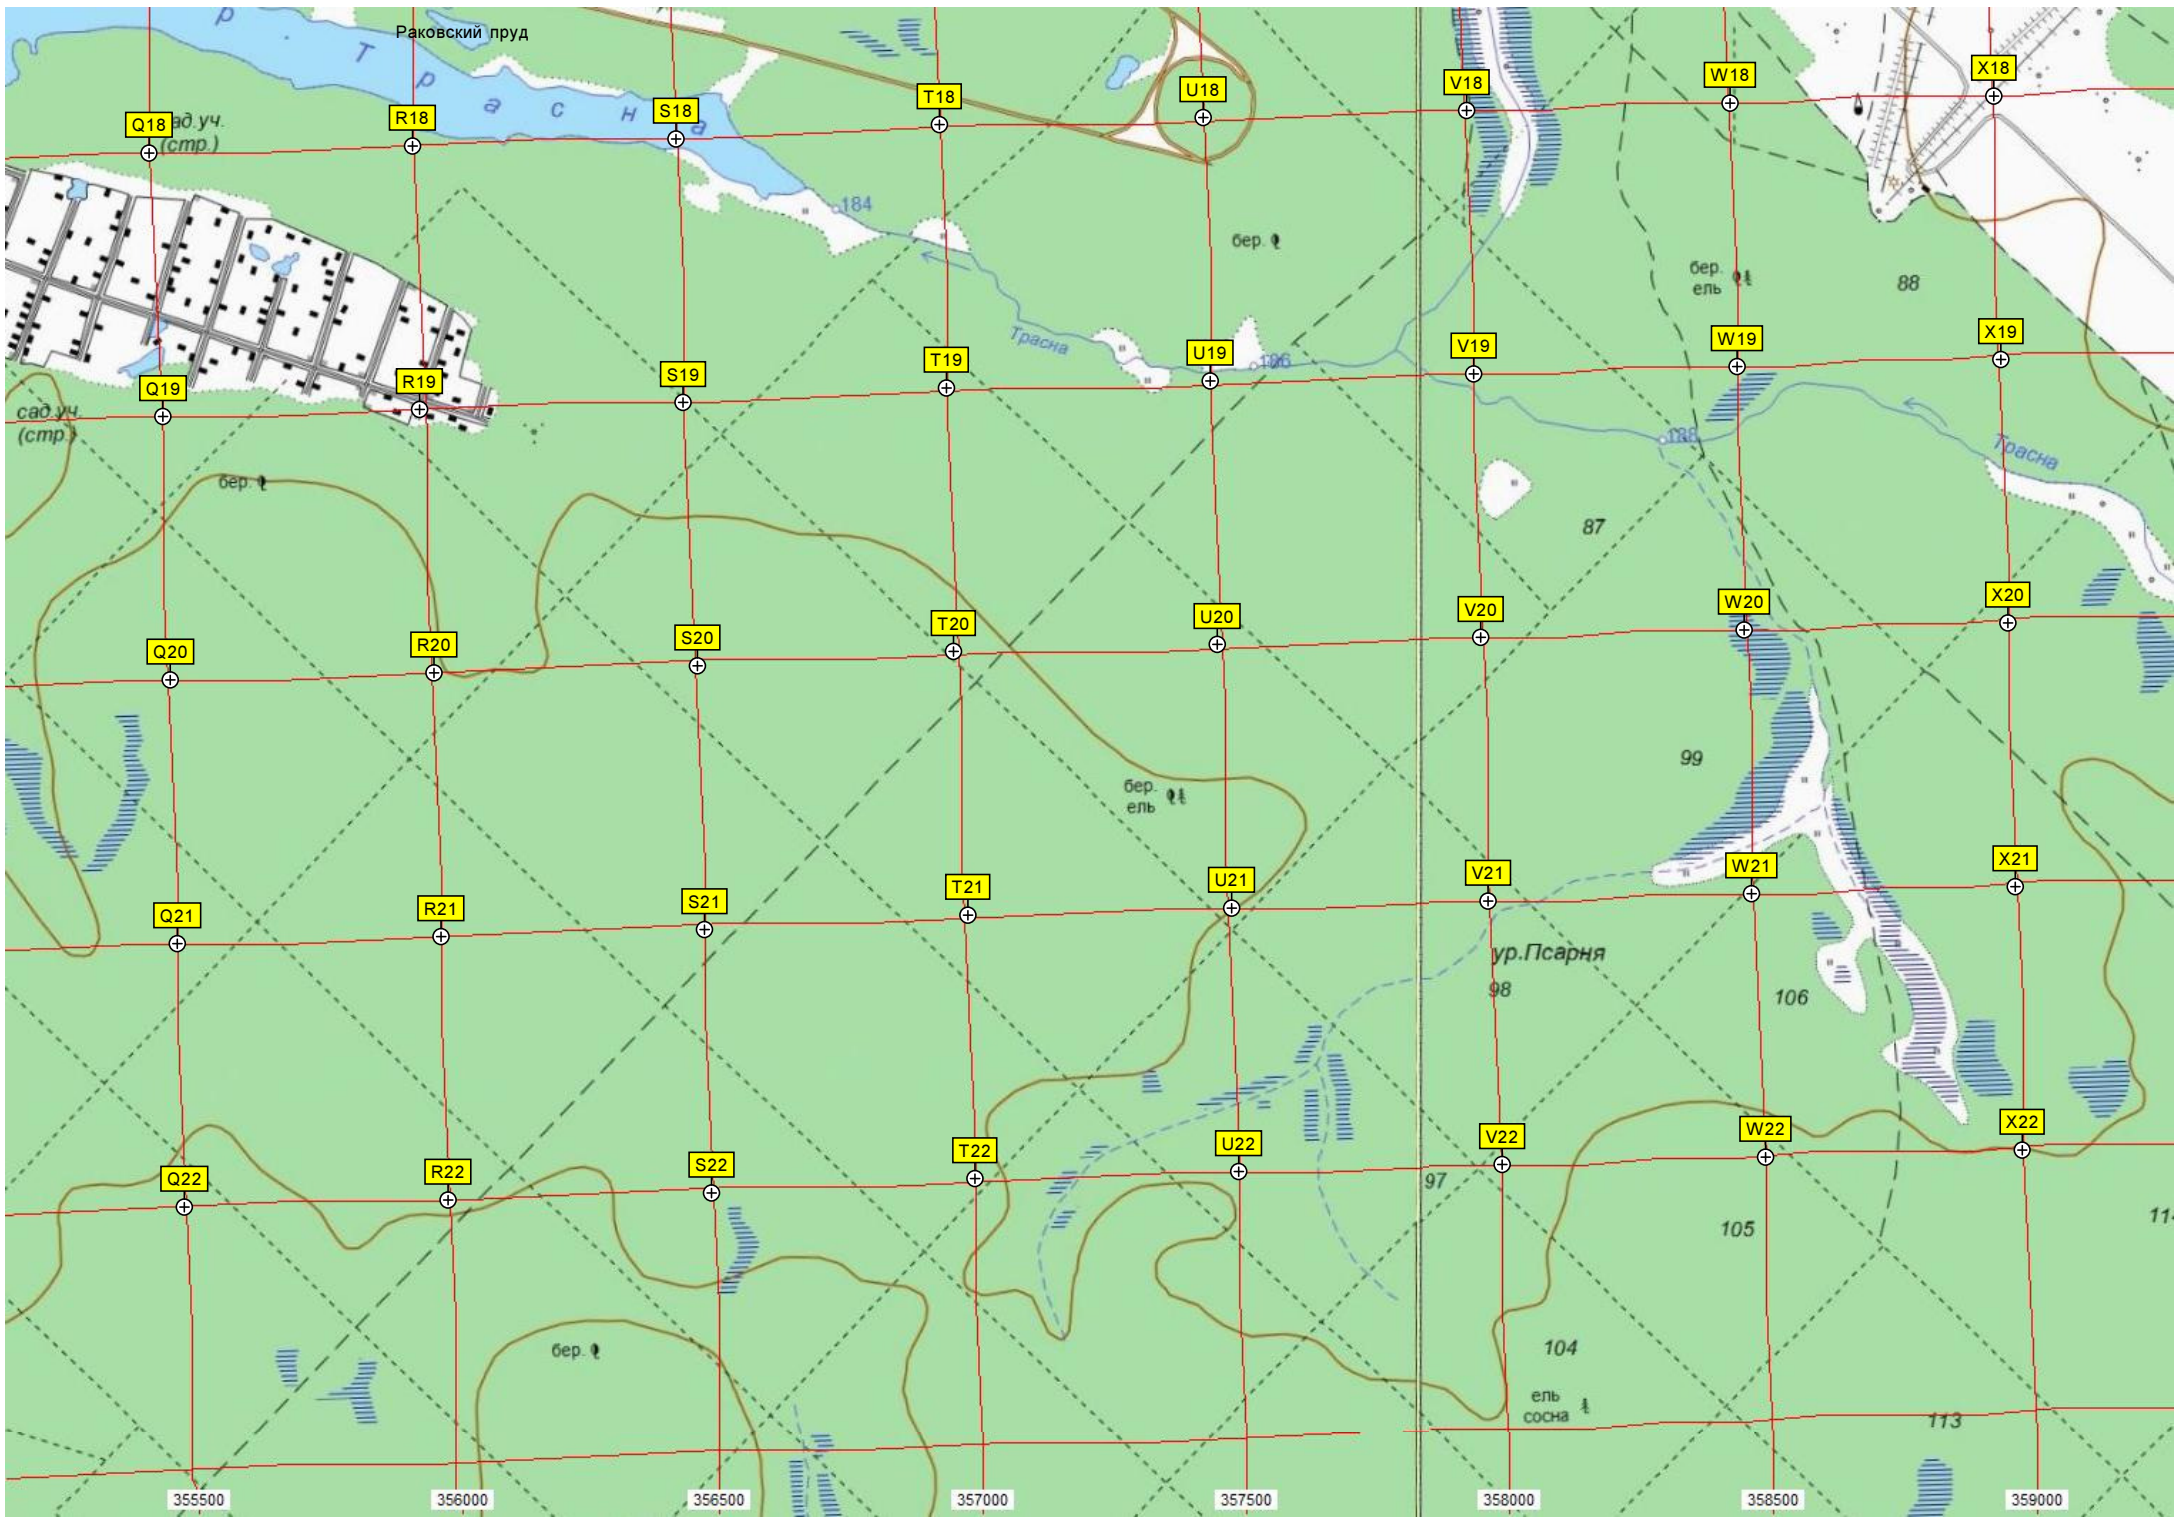 Раковский пруд
р. Трасна
Q18
R18
S18
T18
U18
V18
W18
X18
сад.уч.
(стр.)
184
бер.
бер.
ель
88
Трасна
186
Q19
R19
S19
T19
U19
V19
W19
X19
сад.уч.
(стр.)
188
Трасна
бер.
87
Q20
R20
S20
T20
U20
V20
W20
X20
99
бер.
ель
Q21
R21
S21
T21
U21
V21
W21
X21
ур.Псарня
98
106
Q22
R22
S22
T22
U22
V22
W22
X22
97
105
бер.
104
ель
сосна
113
355500
356000
356500
357000
357500
358000
358500
359000